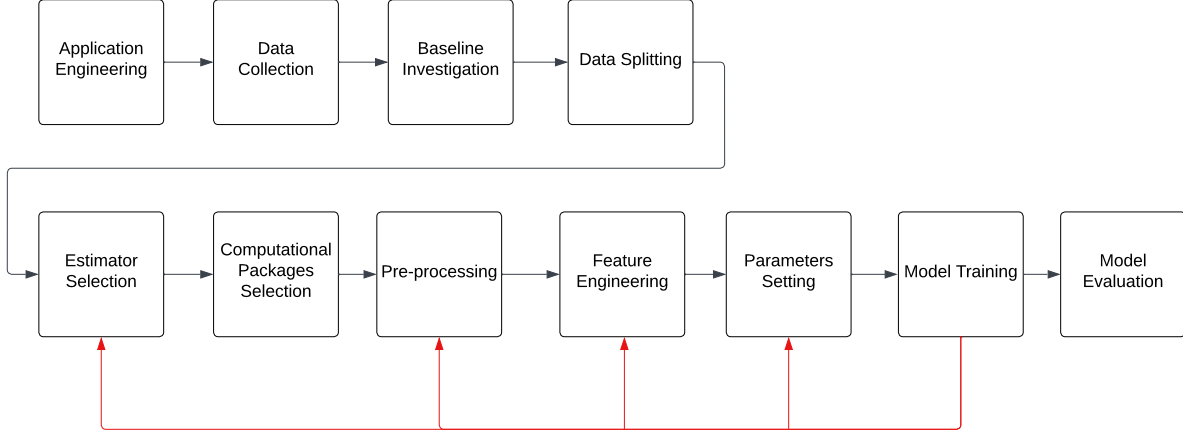 Application
Engineering
Data
Collection
Baseline
Investigation
Data Splitting
Estimator
Selection
Computational
Packages
Selection
Pre-processing
Feature
Engineering
Parameters
Setting
Model Training
Model
Evaluation